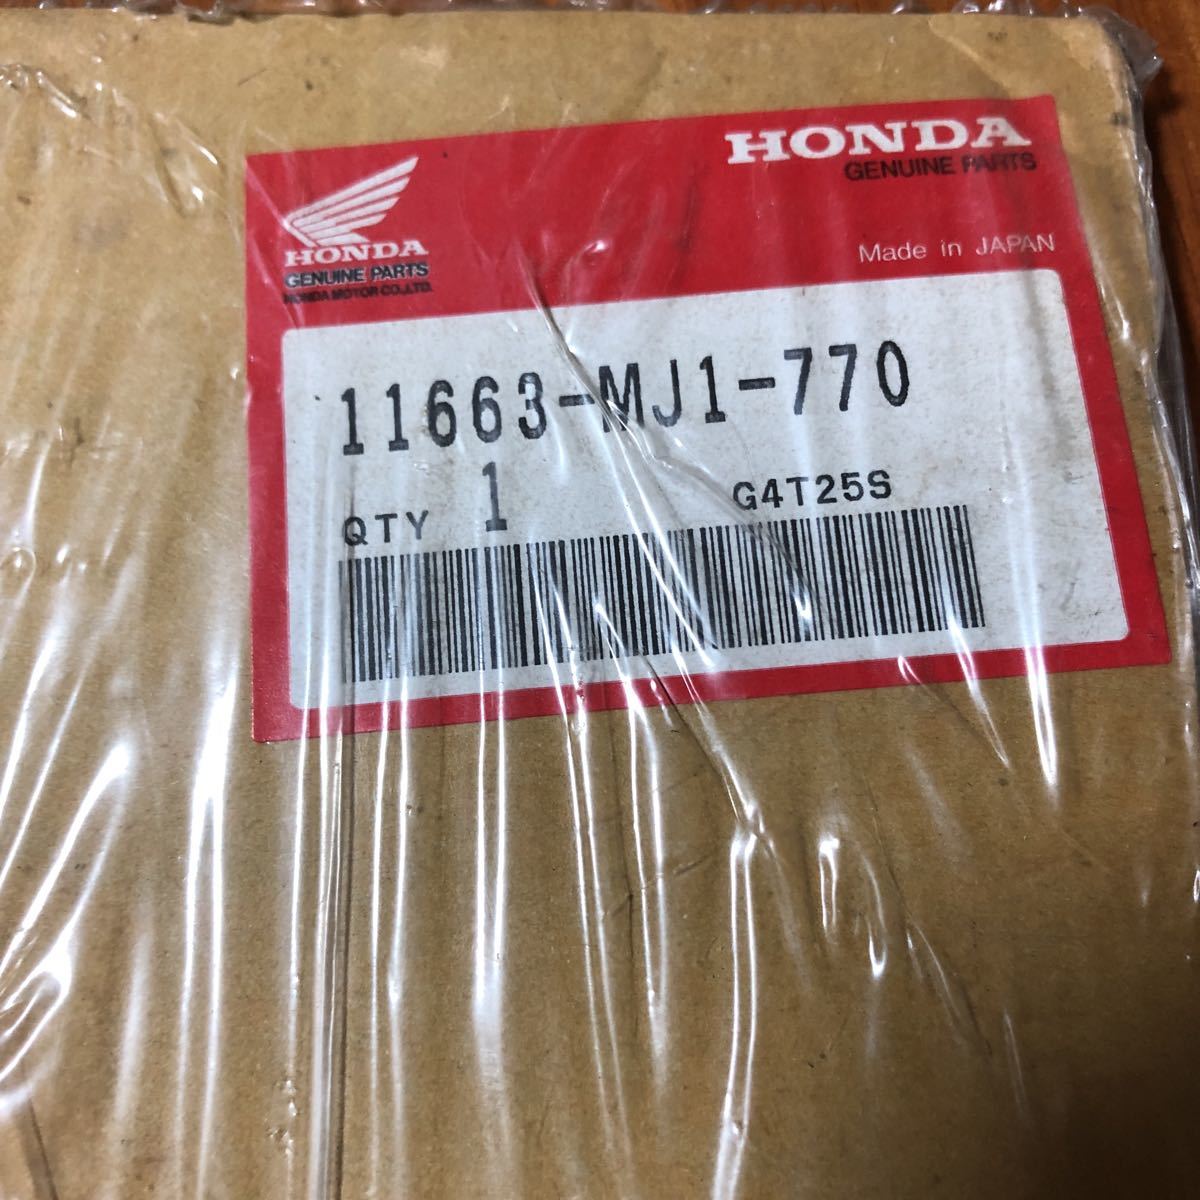 HONDA
GENUINE PARTS
HONDA
GENUINE PARTS
HONDA MOTOR CO.,LTD.
Made in JAPAN
11663-MJ1-770
QTY 1 G4T25S